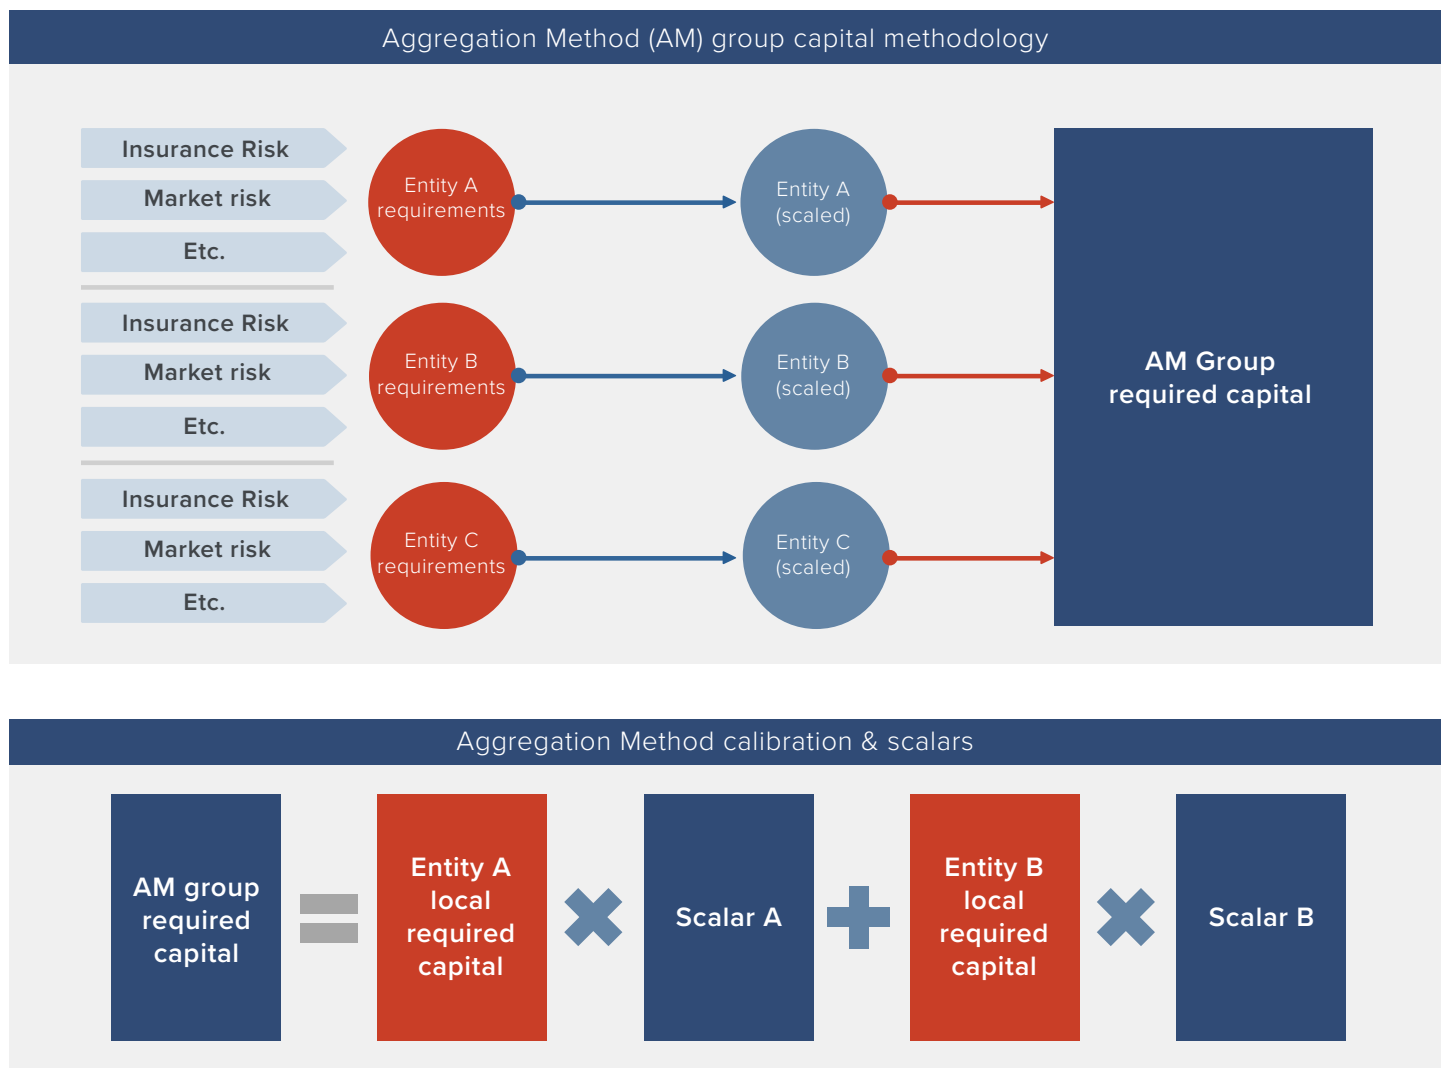 Aggregation Method (AM) group capital methodology
Insurance Risk
Market risk
Etc.
Entity A
requirements
Entity A
(scaled)
Insurance Risk
Market risk
Etc.
Entity B
requirements
Entity B
(scaled)
Insurance Risk
Market risk
Etc.
Entity C
requirements
Entity C
(scaled)
AM Group
required capital
Aggregation Method calibration & scalars
AM group
required
capital
Entity A
local
required
capital
Scalar A
Entity B
local
required
capital
Scalar B